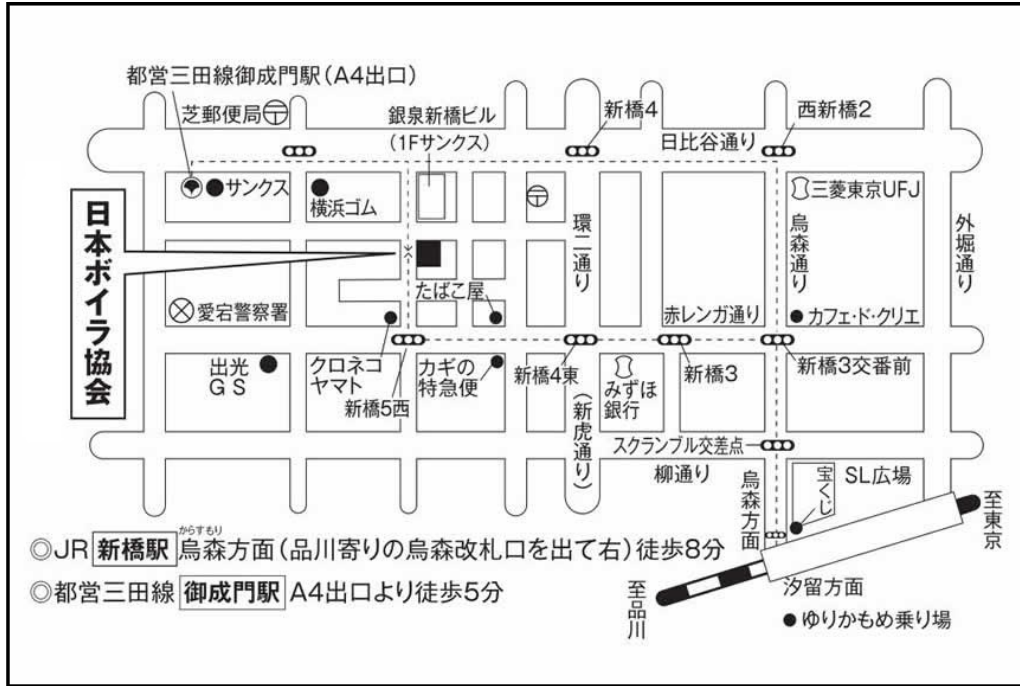 都営三田線御成門駅(A4出口)
芝郵便局
銀泉新橋ビル
(1Fサンクス)
新橋4
日比谷通り
西新橋2
サンクス
横浜ゴム
三菱東京UFJ
日本ボイラ協会
環二通り
烏森通り
外堀通り
愛宕警察署
たばこ屋
赤レンガ通り
カフェ・ド・クリエ
出光
GS
クロネコ
ヤマト
新橋5西
カギの
特急便
新橋4東
(新虎通り)
みずほ
銀行
新橋3
新橋3交番前
スクランブル交差点
柳通り
烏森方面
宝くじ
SL広場
至東京
からすもり
◎JR 新橋駅 烏森方面(品川寄りの烏森改札口を出て右)徒歩8分
◎都営三田線 御成門駅 A4出口より徒歩5分
至品川
汐留方面
ゆりかもめ乗り場